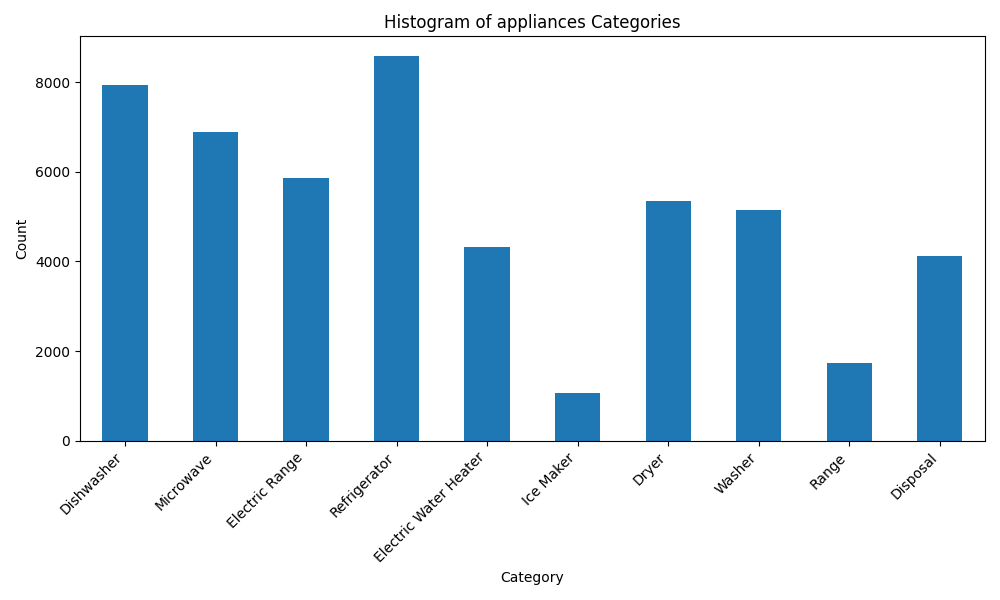 Histogram of appliances Categories
8000
6000
4000
2000
0
Count
Dishwasher
Microwave
Electric Range
Refrigerator
Electric Water Heater
Ice Maker
Dryer
Washer
Range
Disposal
Category